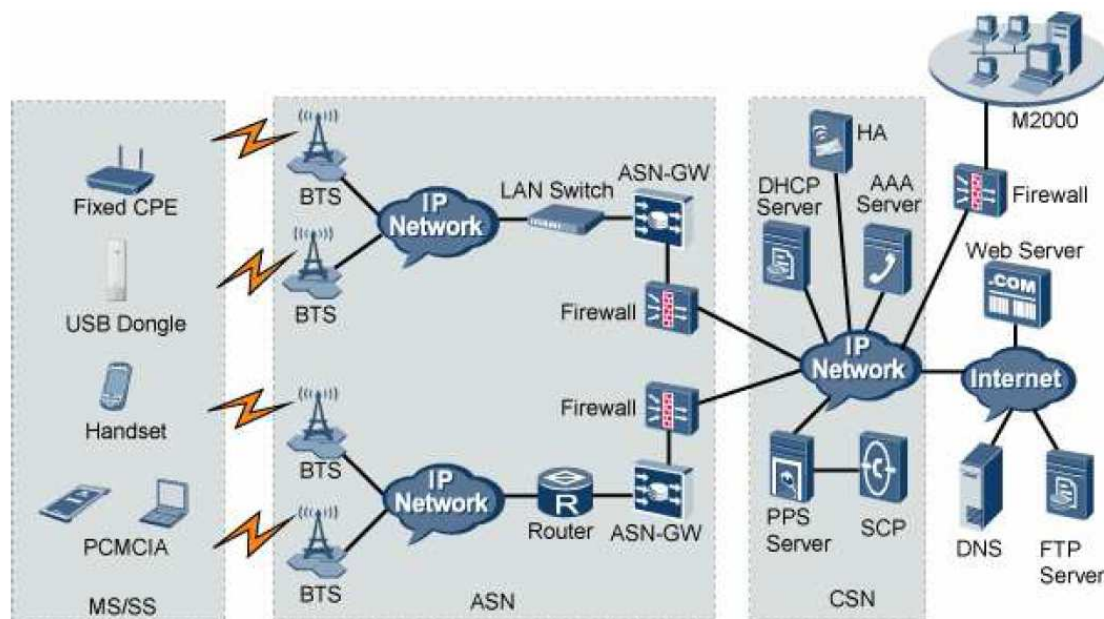 M2000
Fixed CPE
USB Dongle
Handset
PCMCIA
MS/SS
BTS
BTS
IP
Network
LAN Switch
ASN-GW
Firewall
BTS
BTS
IP
Network
R
Router
ASN-GW
Firewall
ASN
HA
DHCP
Server
AAA
Server
IP
Network
PPS
Server
SCP
CSN
Firewall
Web Server
.COM
Internet
DNS
FTP
Server